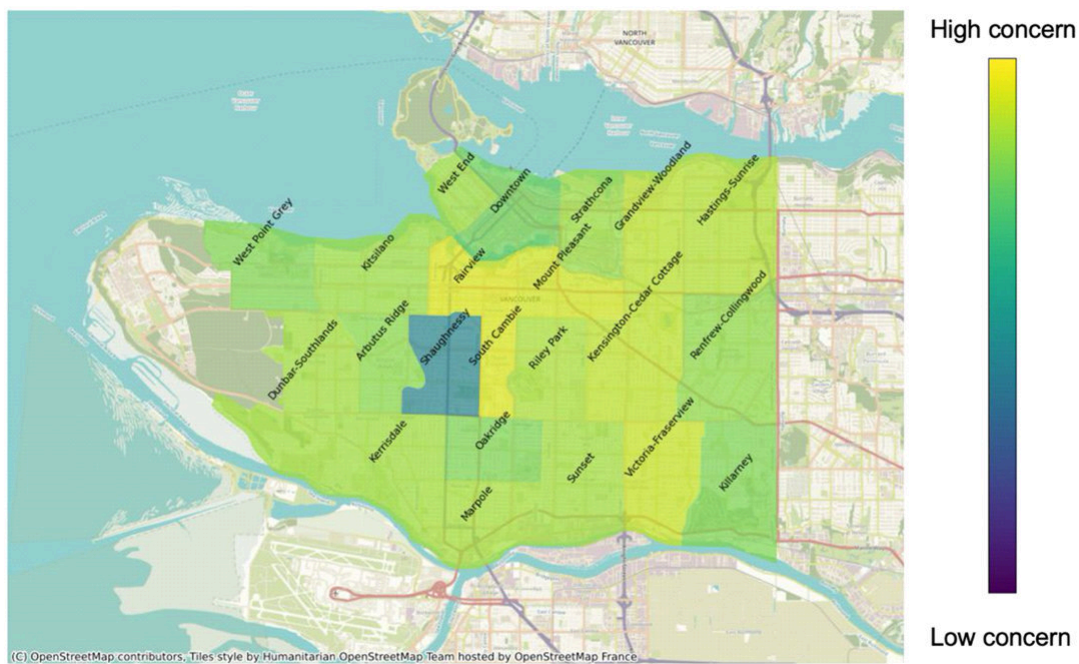 High concern
NORTH
VANCOUVER
West End
Downtown
Strathcona
Grandview-Woodland
Hastings-Sunrise
West Point Grey
Kitsilano
Fairview
Mount Pleasant
VANCOUVER
Dunbar-Southlands
Arbutus Ridge
Shaughnessy
South Cambie
Riley Park
Kensington-Cedar Cottage
Renfrew-Collingwood
Kerrisdale
Oakridge
Marpole
Sunset
Victoria-Fraserview
Killarney
Low concern
(C) OpenStreetMap contributors, Tiles style by Humanitarian OpenStreetMap Team hosted by OpenStreetMap France